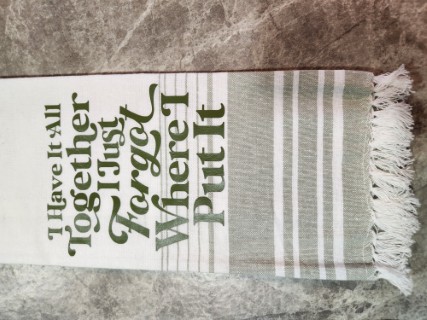 I Have It All
Together
I Just
Forgot
Where I
Put It